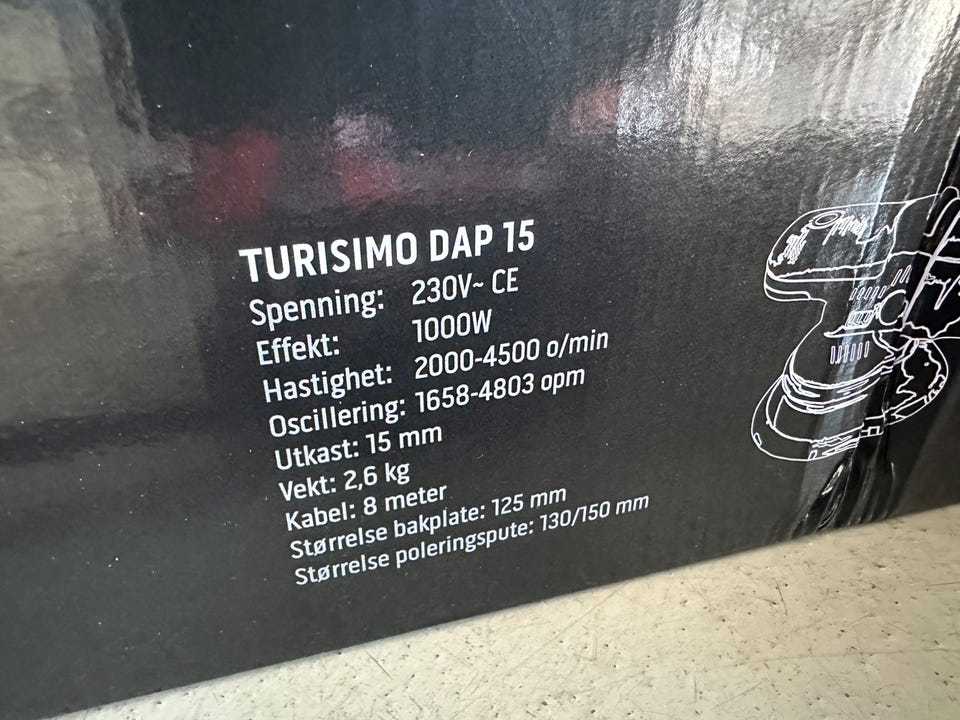 TURISIMO DAP 15
Spenning: 230V~ CE
Effekt: 1000W
Hastighet: 2000-4500 o/min
Oscillering: 1658-4803 opm
Utkast: 15 mm
Vekt: 2,6 kg
Kabel: 8 meter
Størrelse bakplate: 125 mm
Størrelse poleringspute: 130/150 mm